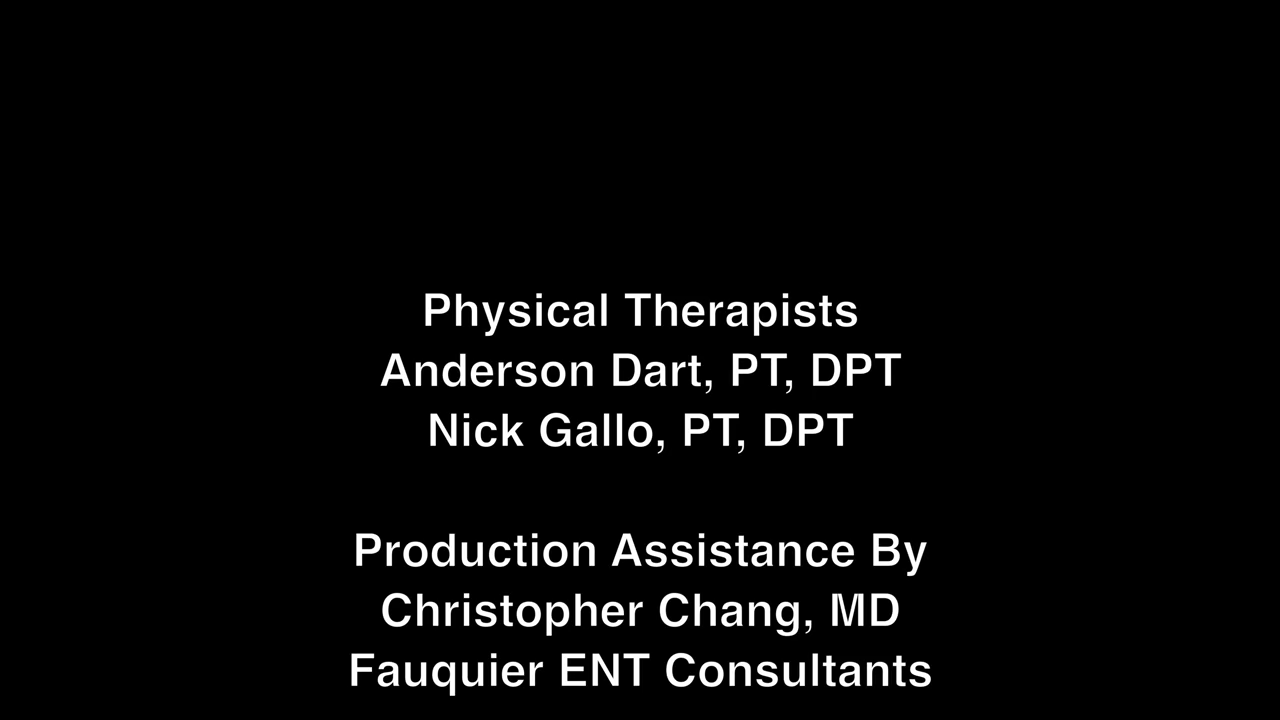 Physical Therapists
Anderson Dart, PT, DPT
Nick Gallo, PT, DPT
Production Assistance By
Christopher Chang, MD
Fauquier ENT Consultants